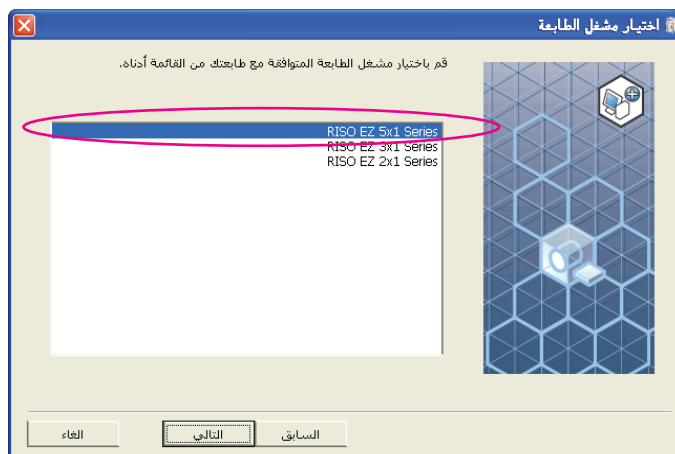 اختيار مشغل الطابعة
قم باختيار مشغل الطابعة المتوافقة مع طابعتك من القائمة أدناه.
RISO EZ 5x1 Series
RISO EZ 3x1 Series
RISO EZ 2x1 Series
السابق
التالي
الغاء